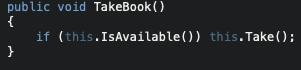 public void TakeBook()
{
    if (this.IsAvailable()) this.Take();
}